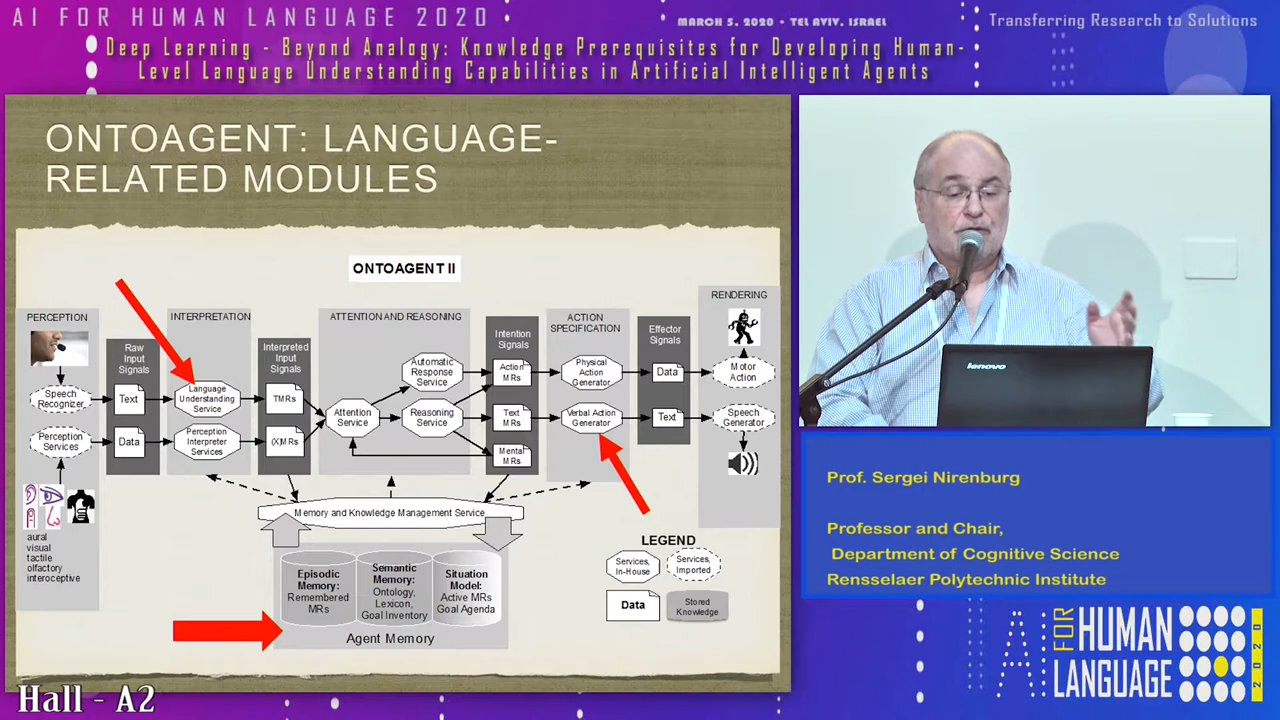 AI FOR HUMAN LANGUAGE 2020
MARCH 5, 2020 - TEL AVIV, ISRAEL
Transferring Research to Solutions
Deep Learning - Beyond Analogy: Knowledge Prerequisites for Developing Human-
Level Language Understanding Capabilities in Artificial Intelligent Agents
ONTOAGENT: LANGUAGE-
RELATED MODULES
ONTOAGENT II
PERCEPTION
Speech
Recognizer
Perception
Services
aural
visual
tactile
olfactory
interoceptive
Raw
Input
Signals
Text
Data
INTERPRETATION
Language
Understanding
Service
Perception
Interpreter
Services
Interpreted
Input
Signals
TMRs
(X)MRs
ATTENTION AND REASONING
Attention
Service
Automatic
Response
Service
Reasoning
Service
Intention
Signals
Action
MRs
Text
MRs
Mental
MRs
ACTION
SPECIFICATION
Physical
Action
Generator
Verbal Action
Generator
Effector
Signals
Data
Text
RENDERING
Motor
Action
Speech
Generator
Memory and Knowledge Management Service
Episodic
Memory:
Remembered
MRs
Semantic
Memory:
Ontology,
Lexicon,
Goal Inventory
Situation
Model:
Active MRs
Goal Agenda
Agent Memory
LEGEND
Services,
In-House
Services,
Imported
Data
Stored
Knowledge
lenovo
Prof. Sergei Nirenburg
Professor and Chair,
Department of Cognitive Science
Rensselaer Polytechnic Institute
AI FOR HUMAN
LANGUAGE 2020
Hall - A2